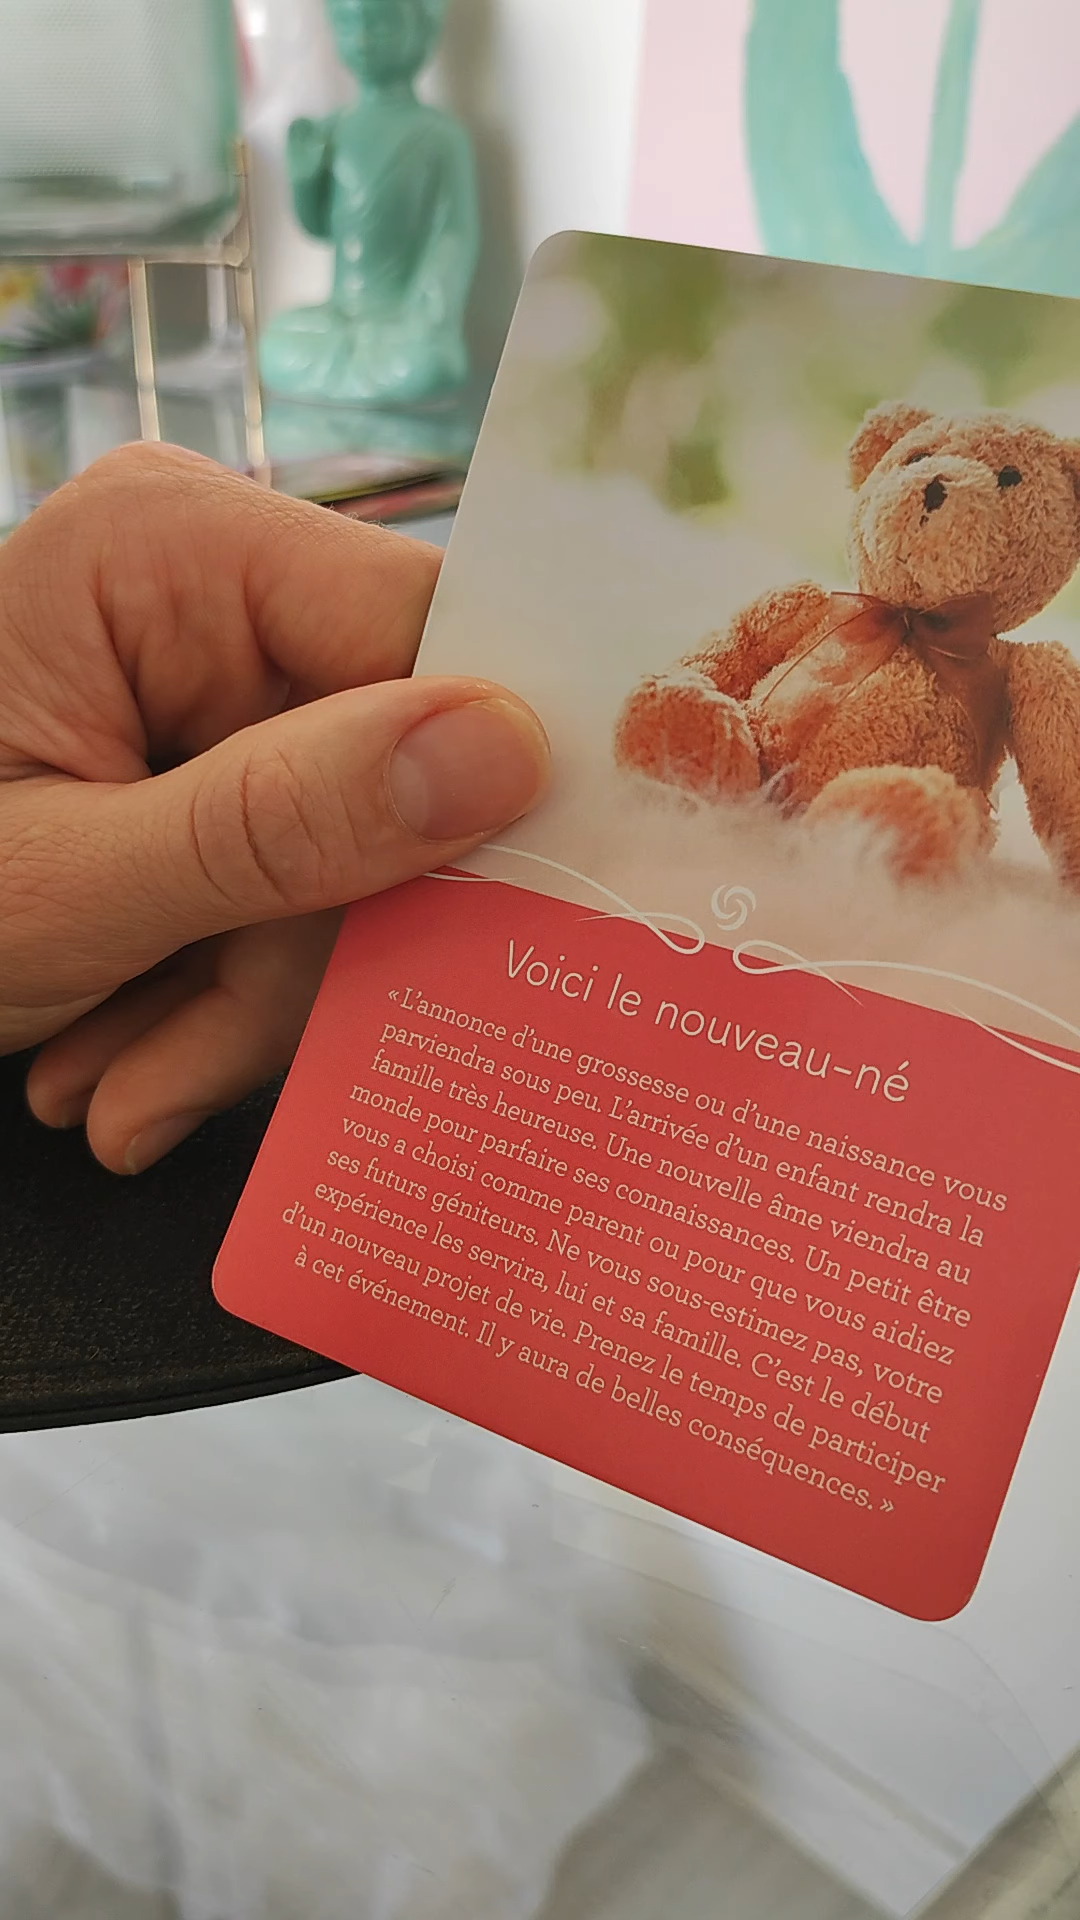 Voici le nouveau-né
« L'annonce d'une grossesse ou d'une naissance vous
parviendra sous peu. L'arrivée d'un enfant rendra la
famille très heureuse. Une nouvelle âme viendra au
monde pour parfaire ses connaissances. Un petit être
vous a choisi comme parent ou pour que vous aidiez
ses futurs géniteurs. Ne vous sous-estimez pas, votre
expérience les servira, lui et sa famille. C'est le début
d'un nouveau projet de vie. Prenez le temps de participer
à cet événement. Il y aura de belles conséquences. »